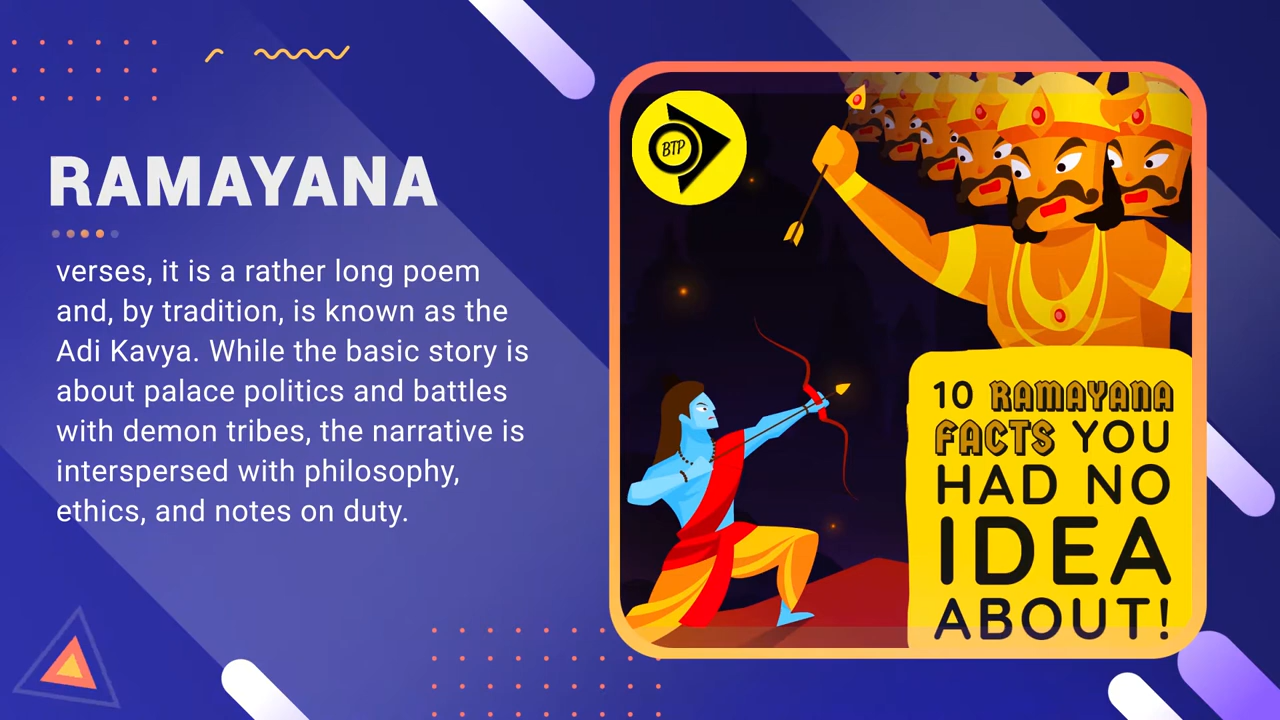 RAMAYANA
verses, it is a rather long poem
and, by tradition, is known as the
Adi Kavya. While the basic story is
about palace politics and battles
with demon tribes, the narrative is
interspersed with philosophy,
ethics, and notes on duty.
BTP
10 RAMAYANA
FACTS YOU
HAD NO
IDEA
ABOUT!